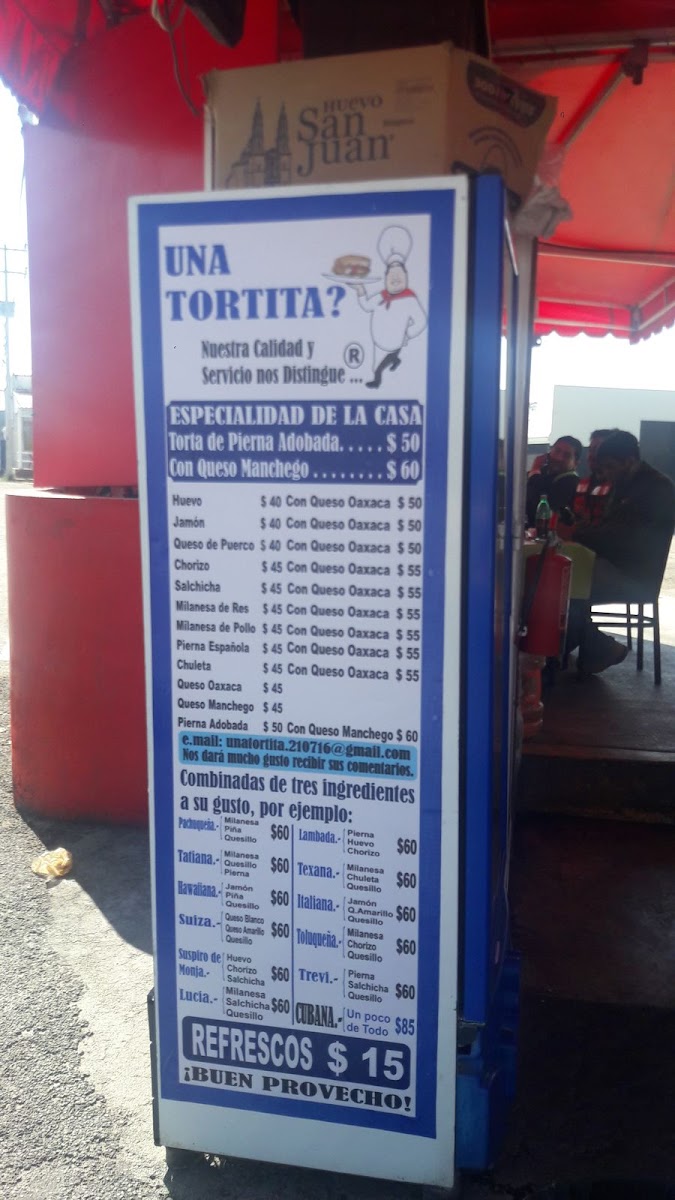 HUEVO
San
Juan
UNA
TORTITA?
Nuestra Calidad y
Servicio nos Distingue ...
®
ESPECIALIDAD DE LA CASA
Torta de Pierna Adobada. . . . . $ 50
Con Queso Manchego . . . . . . . . $ 60
Huevo $ 40 Con Queso Oaxaca $ 50
Jamón $ 40 Con Queso Oaxaca $ 50
Queso de Puerco $ 40 Con Queso Oaxaca $ 50
Chorizo $ 45 Con Queso Oaxaca $ 55
Salchicha $ 45 Con Queso Oaxaca $ 55
Milanesa de Res $ 45 Con Queso Oaxaca $ 55
Milanesa de Pollo $ 45 Con Queso Oaxaca $ 55
Pierna Española $ 45 Con Queso Oaxaca $ 55
Chuleta $ 45 Con Queso Oaxaca $ 55
Queso Oaxaca $ 45
Queso Manchego $ 45
Pierna Adobada $ 50 Con Queso Manchego $ 60
e.mail: unatortita.210716@gmail.com
Nos dará mucho gusto recibir sus comentarios.
Combinadas de tres ingredientes
a su gusto, por ejemplo:
Pachuqueña.- Milanesa
Piña
Quesillo $60
Tatiana.- Milanesa
Quesillo
Pierna $60
Hawaiiana.- Jamón
Piña
Quesillo $60
Suiza.- Queso Blanco
Queso Amarillo
Quesillo $60
Suspiro de
Monja.- Huevo
Chorizo
Salchicha $60
Lucia.- Milanesa
Salchicha
Quesillo $60
Lambada.- Pierna
Huevo
Chorizo $60
Texana.- Milanesa
Chuleta
Quesillo $60
Italiana.- Jamón
Q.Amarillo
Quesillo $60
Toluqueña.- Milanesa
Chorizo
Quesillo $60
Trevi.- Pierna
Salchicha
Quesillo $60
CUBANA.- Un poco
de Todo $85
REFRESCOS $ 15
¡BUEN PROVECHO!